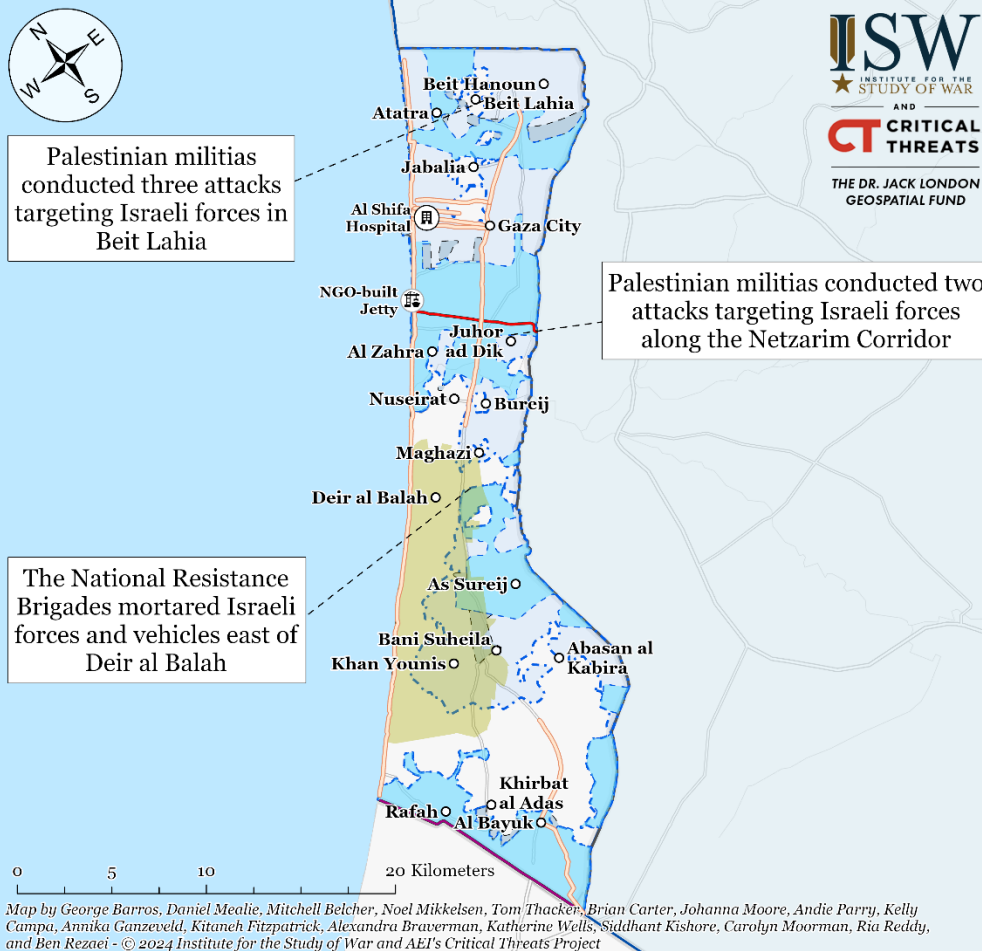 N
E
W
S
ISW
INSTITUTE FOR THE
STUDY OF WAR
AND
CT CRITICAL
THREATS
THE DR. JACK LONDON
GEOSPATIAL FUND
Beit Hanoun
Beit Lahia
Atatra
Palestinian militias
conducted three attacks
targeting Israeli forces in
Beit Lahia
Jabalia
Al Shifa
Hospital
Gaza City
NGO-built
Jetty
Palestinian militias conducted two
attacks targeting Israeli forces
along the Netzarim Corridor
Juhor
ad Dik
Al Zahra
Nuseirat
Bureij
Maghazi
Deir al Balah
The National Resistance
Brigades mortared Israeli
forces and vehicles east of
Deir al Balah
As Sureij
Bani Suheila
Abasan al
Kabira
Khan Younis
Khirbat
al Adas
Rafah
Al Bayuk
0 5 10 20 Kilometers
Map by George Barros, Daniel Mealie, Mitchell Belcher, Noel Mikkelsen, Tom Thacker, Brian Carter, Johanna Moore, Andie Parry, Kelly
Campa, Annika Ganzeveld, Kitaneh Fitzpatrick, Alexandra Braverman, Katherine Wells, Siddhant Kishore, Carolyn Moorman, Ria Reddy,
and Ben Rezaei - © 2024 Institute for the Study of War and AEI's Critical Threats Project